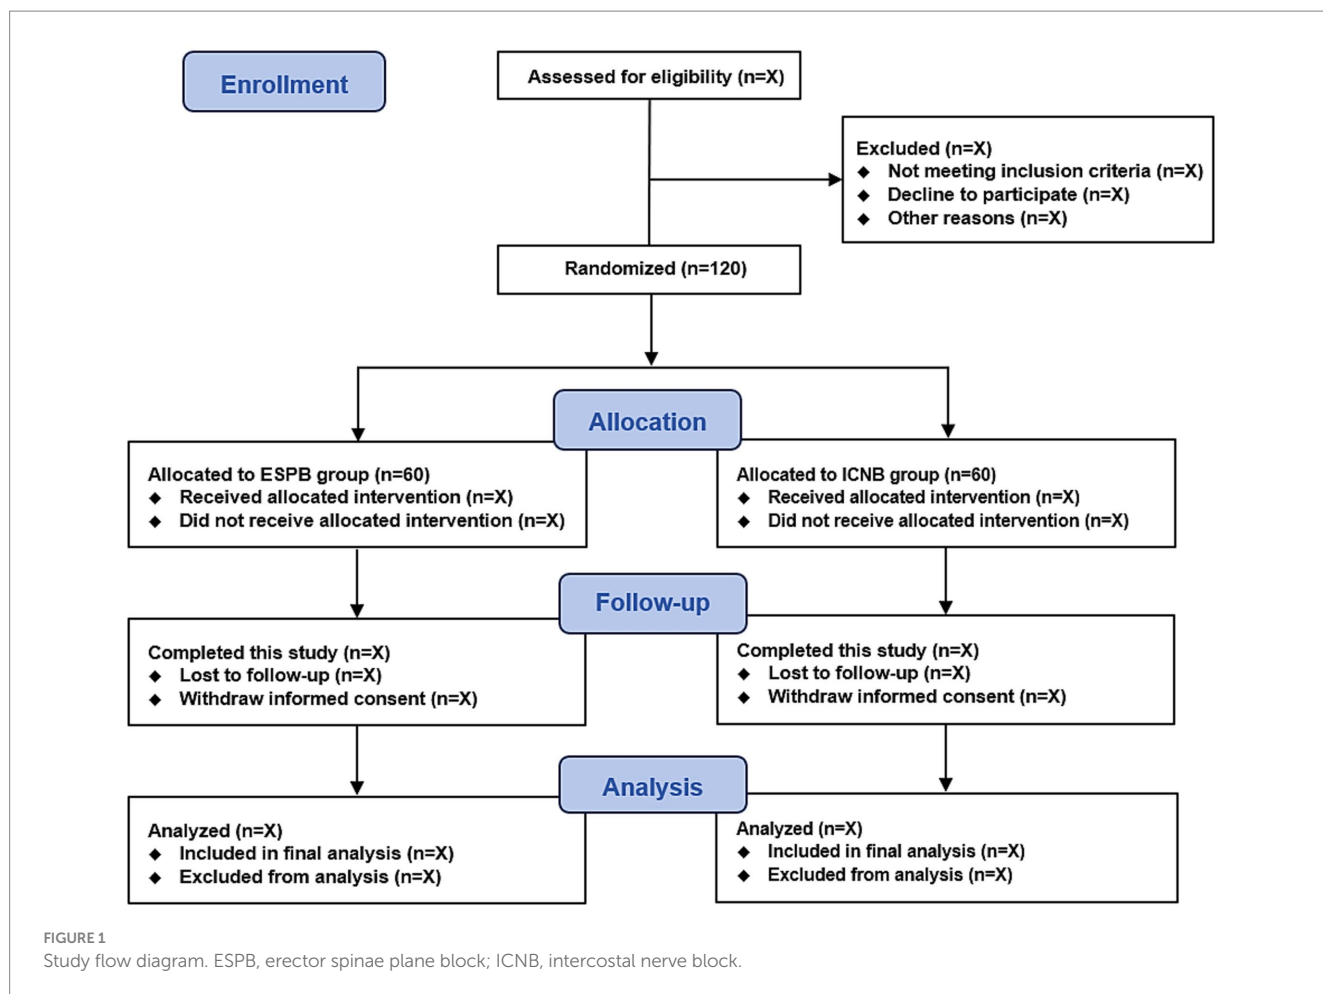 Enrollment
Assessed for eligibility (n=X)
Excluded (n=X)
◆ Not meeting inclusion criteria (n=X)
◆ Decline to participate (n=X)
◆ Other reasons (n=X)
Randomized (n=120)
Allocation
Allocated to ESPB group (n=60)
◆ Received allocated intervention (n=X)
◆ Did not receive allocated intervention (n=X)
Allocated to ICNB group (n=60)
◆ Received allocated intervention (n=X)
◆ Did not receive allocated intervention (n=X)
Follow-up
Completed this study (n=X)
◆ Lost to follow-up (n=X)
◆ Withdraw informed consent (n=X)
Completed this study (n=X)
◆ Lost to follow-up (n=X)
◆ Withdraw informed consent (n=X)
Analysis
Analyzed (n=X)
◆ Included in final analysis (n=X)
◆ Excluded from analysis (n=X)
Analyzed (n=X)
◆ Included in final analysis (n=X)
◆ Excluded from analysis (n=X)
FIGURE 1
Study flow diagram. ESPB, erector spinae plane block; ICNB, intercostal nerve block.